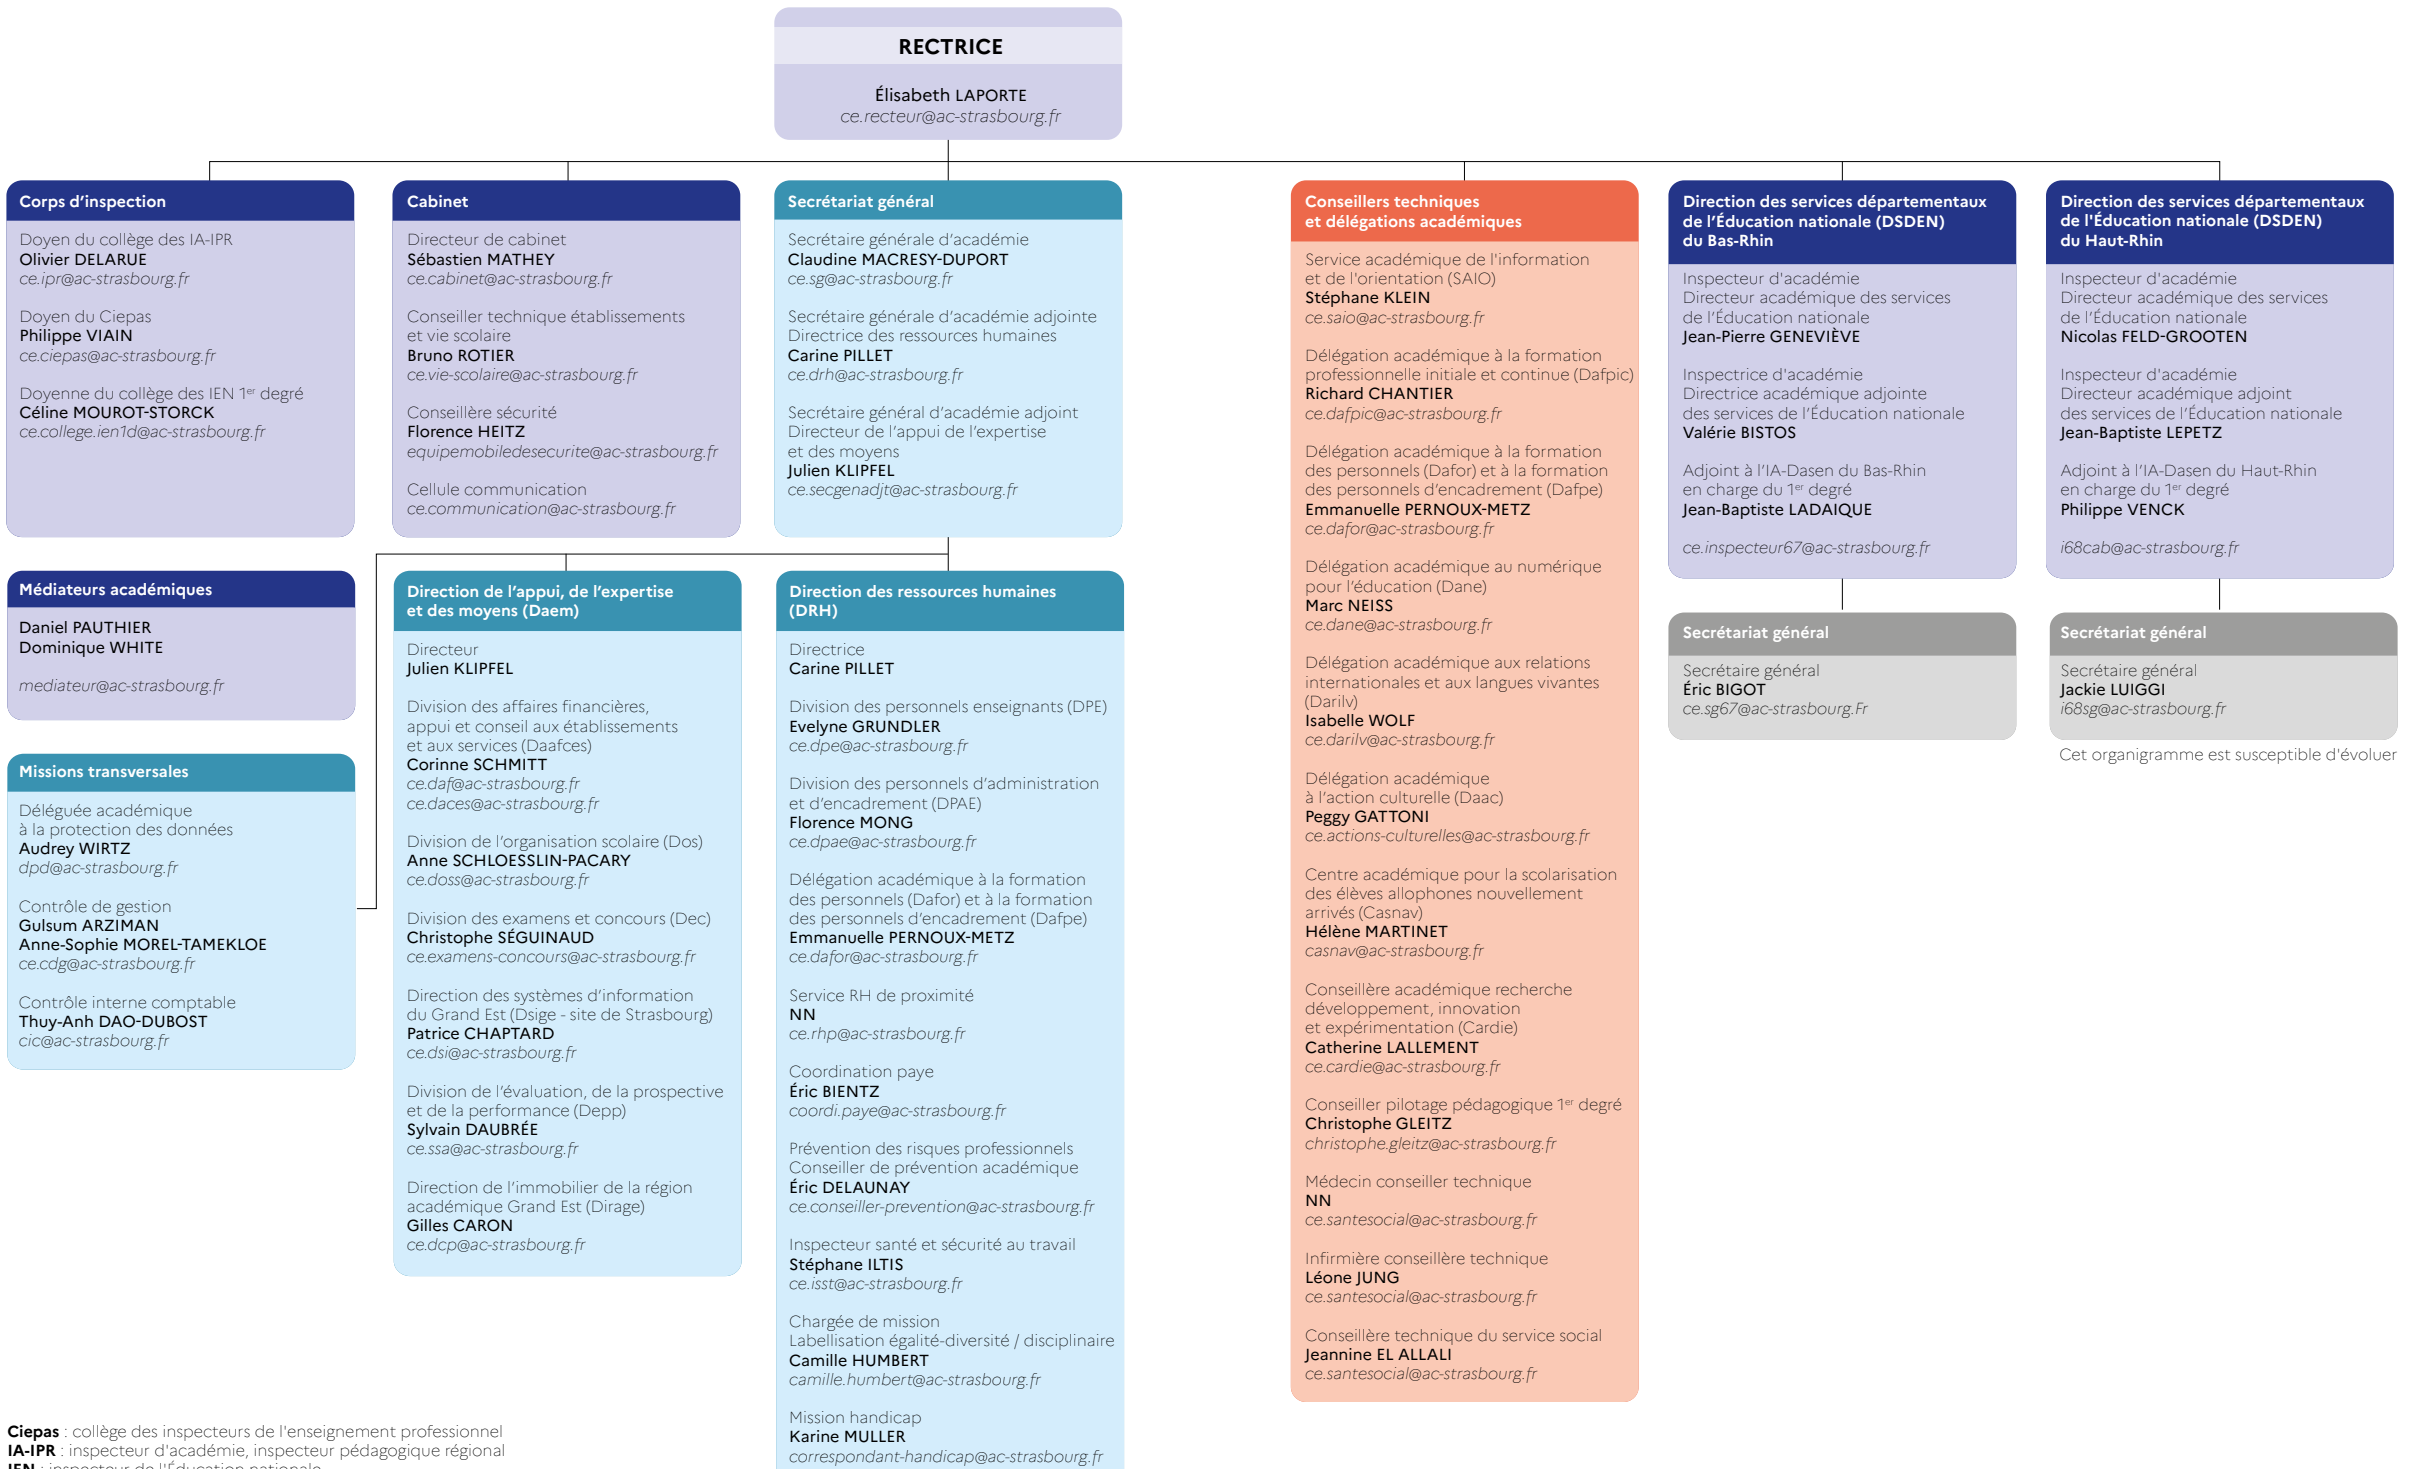 RECTRICE
Élisabeth LAPORTE
ce.recteur@ac-strasbourg.fr
Corps d’inspection
Doyen du collège des IA-IPR
Olivier DELARUE
ce.ipr@ac-strasbourg.fr
Doyen du Ciepas
Philippe VIAIN
ce.ciepas@ac-strasbourg.fr
Doyenne du collège des IEN 1er degré
Céline MOUROT-STORCK
ce.college.ien1d@ac-strasbourg.fr
Cabinet
Directeur de cabinet
Sébastien MATHEY
ce.cabinet@ac-strasbourg.fr
Conseiller technique établissements
et vie scolaire
Bruno ROTIER
ce.vie-scolaire@ac-strasbourg.fr
Conseillère sécurité
Florence HEITZ
equipemobiledesecurite@ac-strasbourg.fr
Cellule communication
ce.communication@ac-strasbourg.fr
Secrétariat général
Secrétaire générale d’académie
Claudine MACRESY-DUPORT
ce.sg@ac-strasbourg.fr
Secrétaire générale d’académie adjointe
Directrice des ressources humaines
Carine PILLET
ce.drh@ac-strasbourg.fr
Secrétaire général d’académie adjoint
Directeur de l’appui de l’expertise
et des moyens
Julien KLIPFEL
ce.secgenadjt@ac-strasbourg.fr
Conseillers techniques
et délégations académiques
Service académique de l'information
et de l'orientation (SAIO)
Stéphane KLEIN
ce.saio@ac-strasbourg.fr
Délégation académique à la formation
professionnelle initiale et continue (Dafpic)
Richard CHANTIER
ce.dafpic@ac-strasbourg.fr
Délégation académique à la formation
des personnels (Dafor) et à la formation
des personnels d’encadrement (Dafpe)
Emmanuelle PERNOUX-METZ
ce.dafor@ac-strasbourg.fr
Délégation académique au numérique
pour l’éducation (Dane)
Marc NEISS
ce.dane@ac-strasbourg.fr
Délégation académique aux relations
internationales et aux langues vivantes
(Darilv)
Isabelle WOLF
ce.darilv@ac-strasbourg.fr
Délégation académique
à l’action culturelle (Daac)
Peggy GATTONI
ce.actions-culturelles@ac-strasbourg.fr
Centre académique pour la scolarisation
des élèves allophones nouvellement
arrivés (Casnav)
Hélène MARTINET
casnav@ac-strasbourg.fr
Conseillère académique recherche
développement, innovation
et expérimentation (Cardie)
Catherine LALLEMENT
ce.cardie@ac-strasbourg.fr
Conseiller pilotage pédagogique 1er degré
Christophe GLEITZ
christophe.gleitz@ac-strasbourg.fr
Médecin conseiller technique
NN
ce.santesocial@ac-strasbourg.fr
Infirmière conseillère technique
Léone JUNG
ce.santesocial@ac-strasbourg.fr
Conseillère technique du service social
Jeannine EL ALLALI
ce.santesocial@ac-strasbourg.fr
Direction des services départementaux
de l’Éducation nationale (DSDEN)
du Bas-Rhin
Inspecteur d'académie
Directeur académique des services
de l’Éducation nationale
Jean-Pierre GENEVIÈVE
Inspectrice d'académie
Directrice académique adjointe
des services de l’Éducation nationale
Valérie BISTOS
Adjoint à l’IA-Dasen du Bas-Rhin
en charge du 1er degré
Jean-Baptiste LADAIQUE
ce.inspecteur67@ac-strasbourg.fr
Secrétariat général
Secrétaire général
Éric BIGOT
ce.sg67@ac-strasbourg.Fr
Direction des services départementaux
de l'Éducation nationale (DSDEN)
du Haut-Rhin
Inspecteur d'académie
Directeur académique des services
de l’Éducation nationale
Nicolas FELD-GROOTEN
Inspecteur d'académie
Directeur académique adjoint
des services de l’Éducation nationale
Jean-Baptiste LEPETZ
Adjoint à l’IA-Dasen du Haut-Rhin
en charge du 1er degré
Philippe VENCK
i68cab@ac-strasbourg.fr
Secrétariat général
Secrétaire général
Jackie LUIGGI
i68sg@ac-strasbourg.fr
Cet organigramme est susceptible d'évoluer
Médiateurs académiques
Daniel PAUTHIER
Dominique WHITE
mediateur@ac-strasbourg.fr
Missions transversales
Déléguée académique
à la protection des données
Audrey WIRTZ
dpd@ac-strasbourg.fr
Contrôle de gestion
Gulsum ARZIMAN
Anne-Sophie MOREL-TAMEKLOE
ce.cdg@ac-strasbourg.fr
Contrôle interne comptable
Thuy-Anh DAO-DUBOST
cic@ac-strasbourg.fr
Direction de l’appui, de l’expertise
et des moyens (Daem)
Directeur
Julien KLIPFEL
Division des affaires financières,
appui et conseil aux établissements
et aux services (Daafces)
Corinne SCHMITT
ce.daf@ac-strasbourg.fr
ce.daces@ac-strasbourg.fr
Division de l’organisation scolaire (Dos)
Anne SCHLOESSLIN-PACARY
ce.doss@ac-strasbourg.fr
Division des examens et concours (Dec)
Christophe SÉGUINAUD
ce.examens-concours@ac-strasbourg.fr
Direction des systèmes d’information
du Grand Est (Dsige - site de Strasbourg)
Patrice CHAPTARD
ce.dsi@ac-strasbourg.fr
Division de l’évaluation, de la prospective
et de la performance (Depp)
Sylvain DAUBRÉE
ce.ssa@ac-strasbourg.fr
Direction de l’immobilier de la région
académique Grand Est (Dirage)
Gilles CARON
ce.dcp@ac-strasbourg.fr
Direction des ressources humaines
(DRH)
Directrice
Carine PILLET
Division des personnels enseignants (DPE)
Evelyne GRUNDLER
ce.dpe@ac-strasbourg.fr
Division des personnels d’administration
et d’encadrement (DPAE)
Florence MONG
ce.dpae@ac-strasbourg.fr
Délégation académique à la formation
des personnels (Dafor) et à la formation
des personnels d’encadrement (Dafpe)
Emmanuelle PERNOUX-METZ
ce.dafor@ac-strasbourg.fr
Service RH de proximité
NN
ce.rhp@ac-strasbourg.fr
Coordination paye
Éric BIENTZ
coordi.paye@ac-strasbourg.fr
Prévention des risques professionnels
Conseiller de prévention académique
Éric DELAUNAY
ce.conseiller-prevention@ac-strasbourg.fr
Inspecteur santé et sécurité au travail
Stéphane ILTIS
ce.isst@ac-strasbourg.fr
Chargée de mission
Labellisation égalité-diversité / disciplinaire
Camille HUMBERT
camille.humbert@ac-strasbourg.fr
Mission handicap
Karine MULLER
correspondant-handicap@ac-strasbourg.fr
Ciepas : collège des inspecteurs de l'enseignement professionnel
IA-IPR : inspecteur d'académie, inspecteur pédagogique régional
IEN : inspecteur de l'Éducation nationale